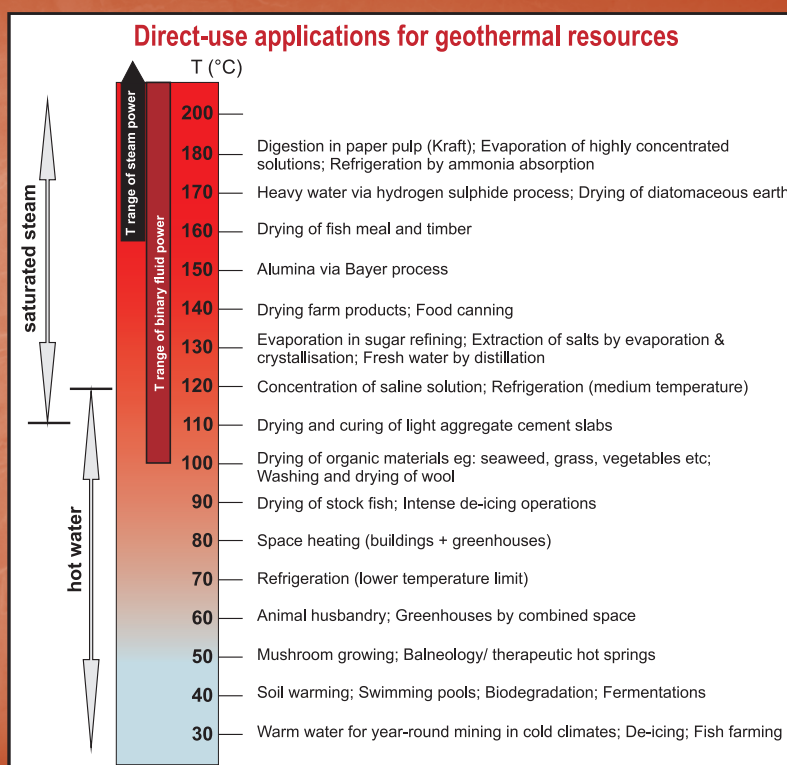 Direct-use applications for geothermal resources
T (°C)
saturated steam
hot water
T range of steam power
T range of binary fluid power
200
180 Digestion in paper pulp (Kraft); Evaporation of highly concentrated
solutions; Refrigeration by ammonia absorption
170 Heavy water via hydrogen sulphide process; Drying of diatomaceous earth
160 Drying of fish meal and timber
150 Alumina via Bayer process
140 Drying farm products; Food canning
130 Evaporation in sugar refining; Extraction of salts by evaporation &
crystallisation; Fresh water by distillation
120 Concentration of saline solution; Refrigeration (medium temperature)
110 Drying and curing of light aggregate cement slabs
100 Drying of organic materials eg: seaweed, grass, vegetables etc;
Washing and drying of wool
90 Drying of stock fish; Intense de-icing operations
80 Space heating (buildings + greenhouses)
70 Refrigeration (lower temperature limit)
60 Animal husbandry; Greenhouses by combined space
50 Mushroom growing; Balneology/ therapeutic hot springs
40 Soil warming; Swimming pools; Biodegradation; Fermentations
30 Warm water for year-round mining in cold climates; De-icing; Fish farming